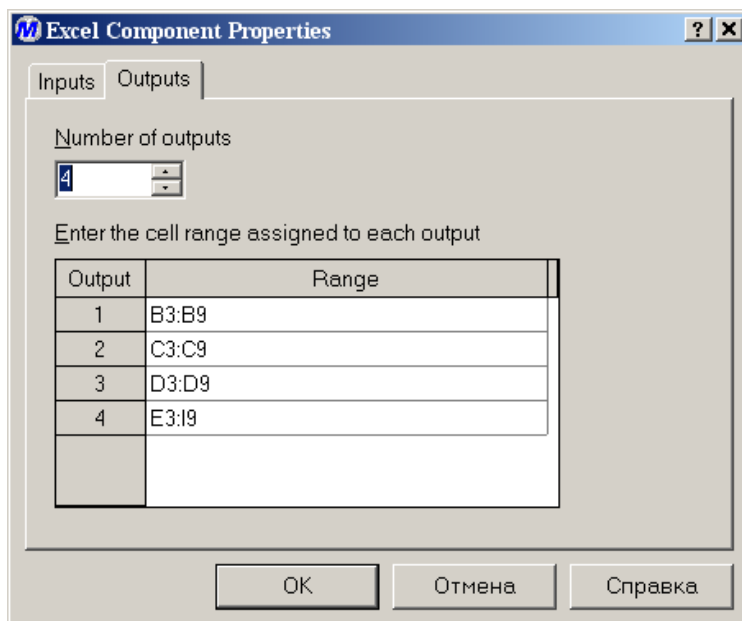 Excel Component Properties
Inputs Outputs
Number of outputs
4
Enter the cell range assigned to each output
Output Range
1 B3:B9
2 C3:C9
3 D3:D9
4 E3:I9
OK Отмена Справка